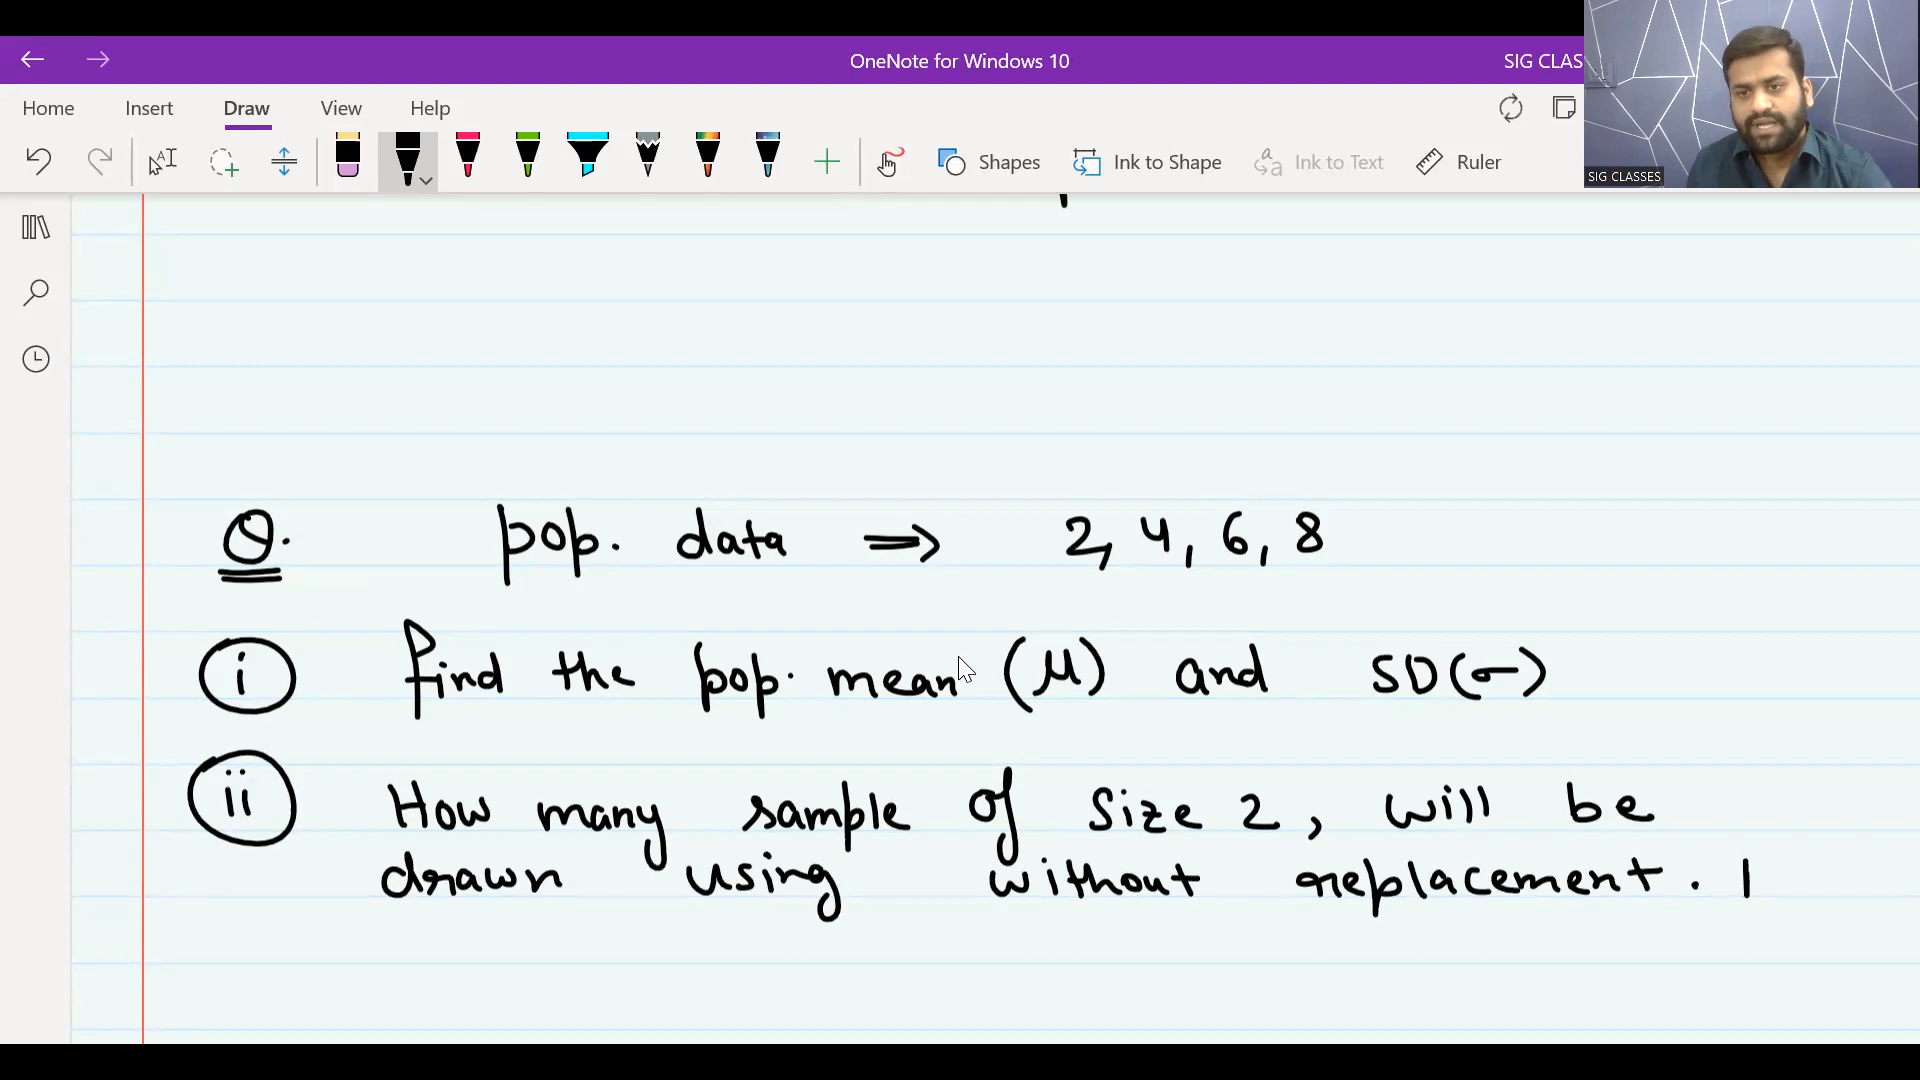 OneNote for Windows 10
SIG CLAS
Home Insert Draw View Help
Shapes Ink to Shape Ink to Text Ruler
SIG CLASSES
Q. pop. data ⇒ 2, 4, 6, 8
i find the pop. mean (μ) and SD(σ)
ii How many sample of size 2, will be
drawn using without replacement. |